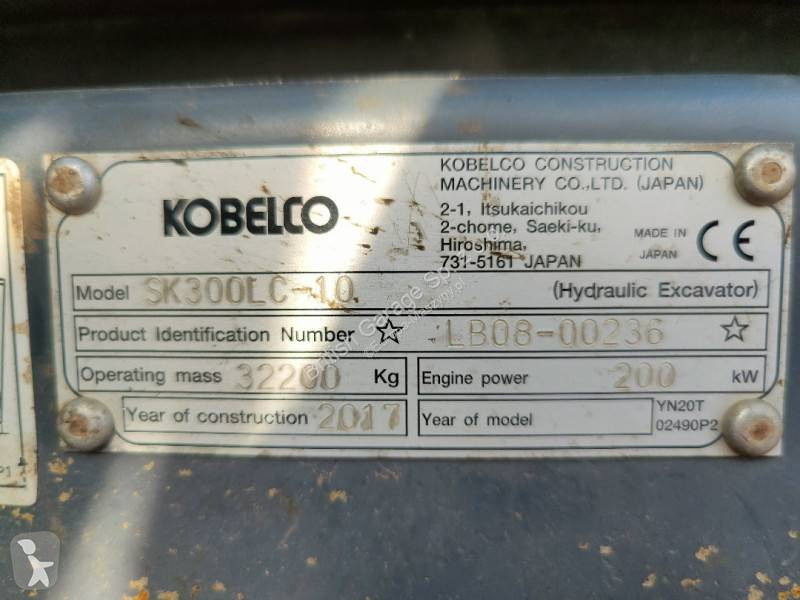 KOBELCO
KOBELCO CONSTRUCTION
MACHINERY CO.,LTD. (JAPAN)
2-1, Itsukaichikou
2-chome, Saeki-ku,
Hiroshima,
731-5161 JAPAN
MADE IN
JAPAN
CE
Model SK300LC-10 (Hydraulic Excavator)
Product Identification Number ☆ LB08-00236 ☆
Operating mass 32200 Kg
Engine power 200 kW
Year of construction 2017
Year of model
YN20T
02490P2
P1